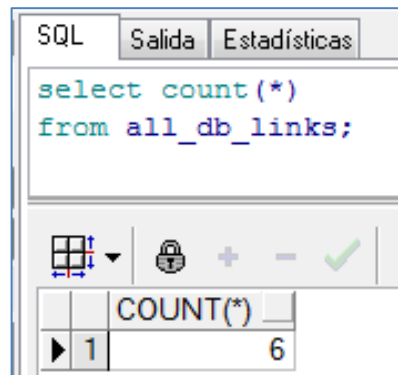 SQL Salida Estadísticas
select count(*)
from all_db_links;
COUNT(*)
1 6